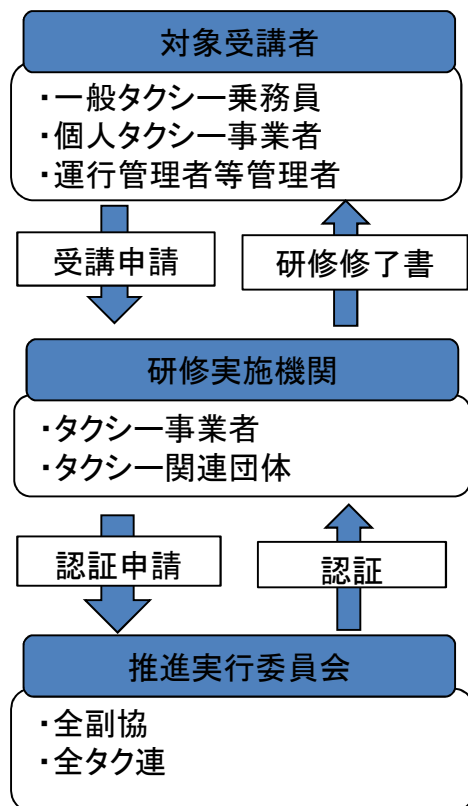 対象受講者
・一般タクシー乗務員
・個人タクシー事業者
・運行管理者等管理者
受講申請
研修修了書
研修実施機関
・タクシー事業者
・タクシー関連団体
認証申請
認証
推進実行委員会
・全副協
・全タク連